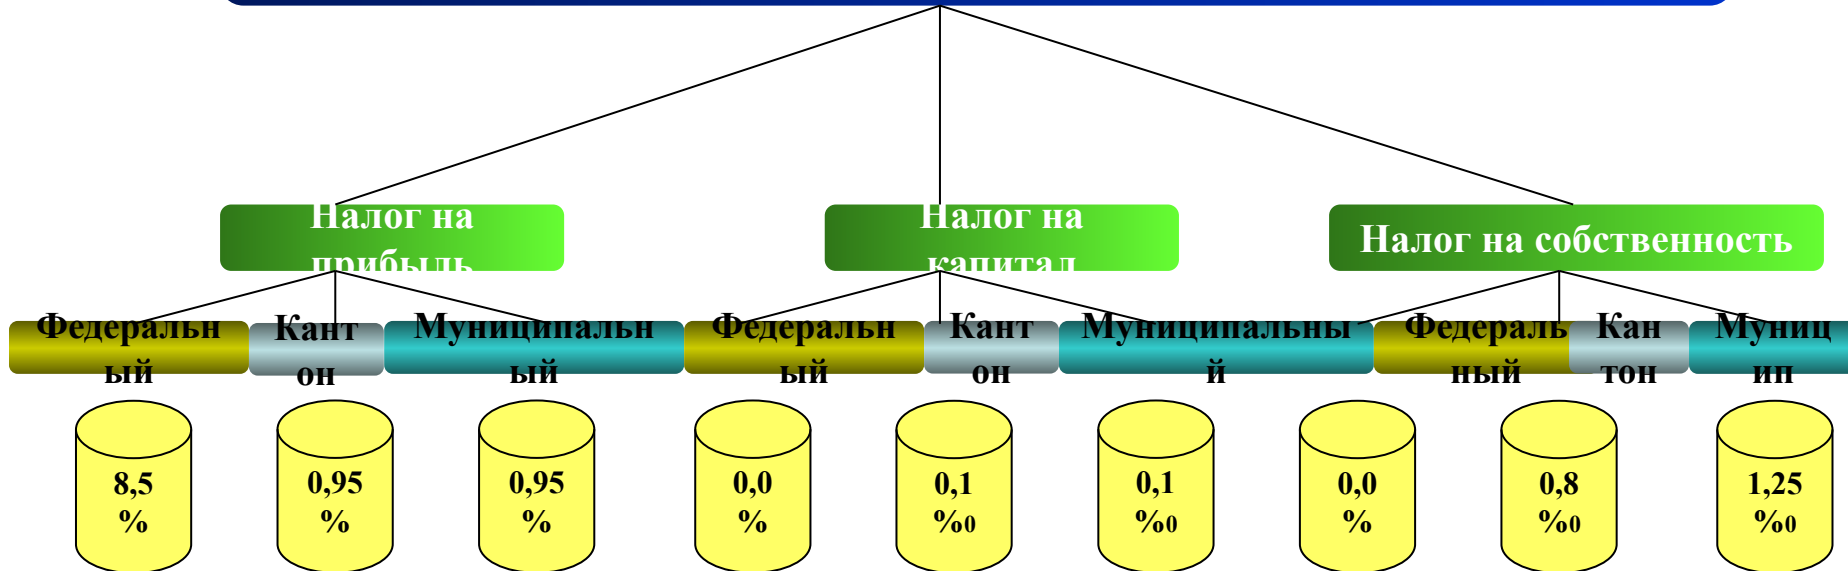 Налог на
прибыль
Налог на
капитал
Налог на собственность
Федеральн
ый
Кант
он
Муниципальн
ый
Федеральн
ый
Кант
он
Муниципальны
й
Федераль
ный
Кан
тон
Муниц
ип
8,5
%
0,95
%
0,95
%
0,0
%
0,1
%0
0,1
%0
0,0
%
0,8
%0
1,25
%0